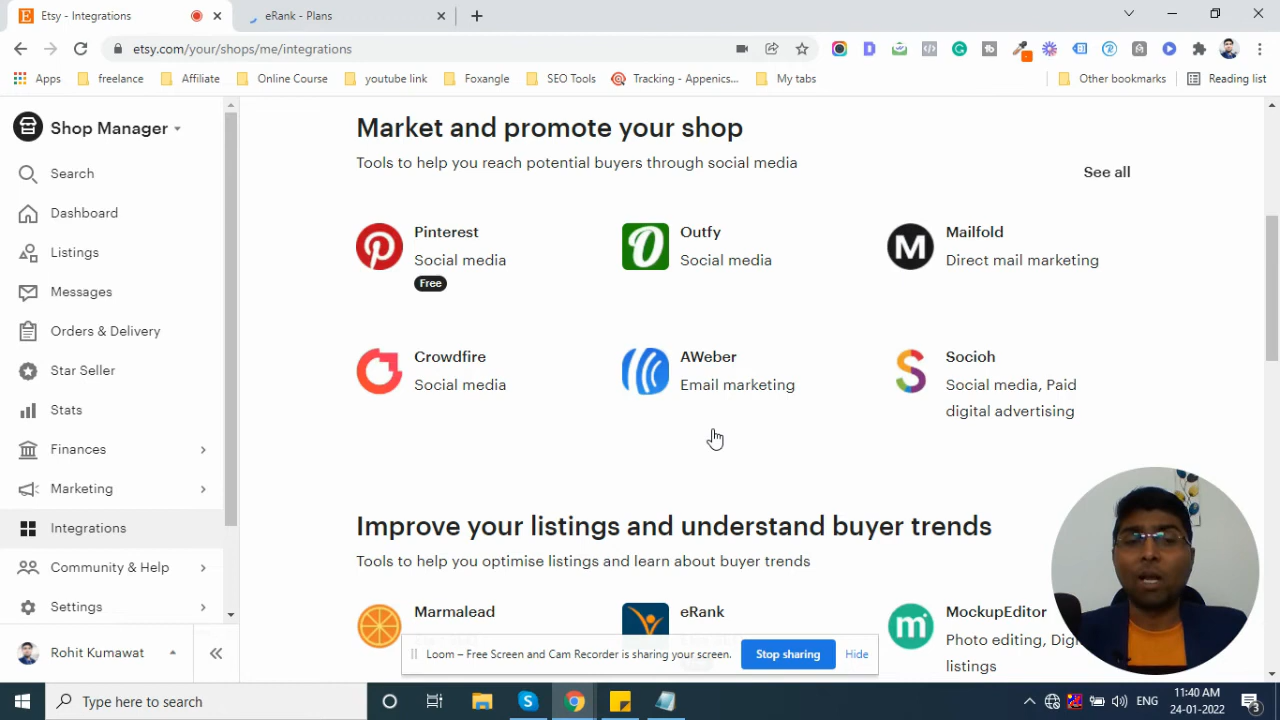 Etsy - Integrations
eRank - Plans
etsy.com/your/shops/me/integrations
Apps
freelance
Affiliate
Online Course
youtube link
Foxangle
SEO Tools
Tracking - Appenics...
My tabs
Other bookmarks
Reading list
Shop Manager
Search
Dashboard
Listings
Messages
Orders & Delivery
Star Seller
Stats
Finances
Marketing
Integrations
Community & Help
Settings
Rohit Kumawat
Market and promote your shop
Tools to help you reach potential buyers through social media
See all
Pinterest
Social media
Free
Outfy
Social media
M
Mailfold
Direct mail marketing
Crowdfire
Social media
AWeber
Email marketing
Socioh
Social media, Paid
digital advertising
Improve your listings and understand buyer trends
Tools to help you optimise listings and learn about buyer trends
Marmalead
eRank
m
MockupEditor
Photo editing, Dig
listings
Loom – Free Screen and Cam Recorder is sharing your screen.
Stop sharing
Hide
Type here to search
ENG
11:40 AM
24-01-2022
3